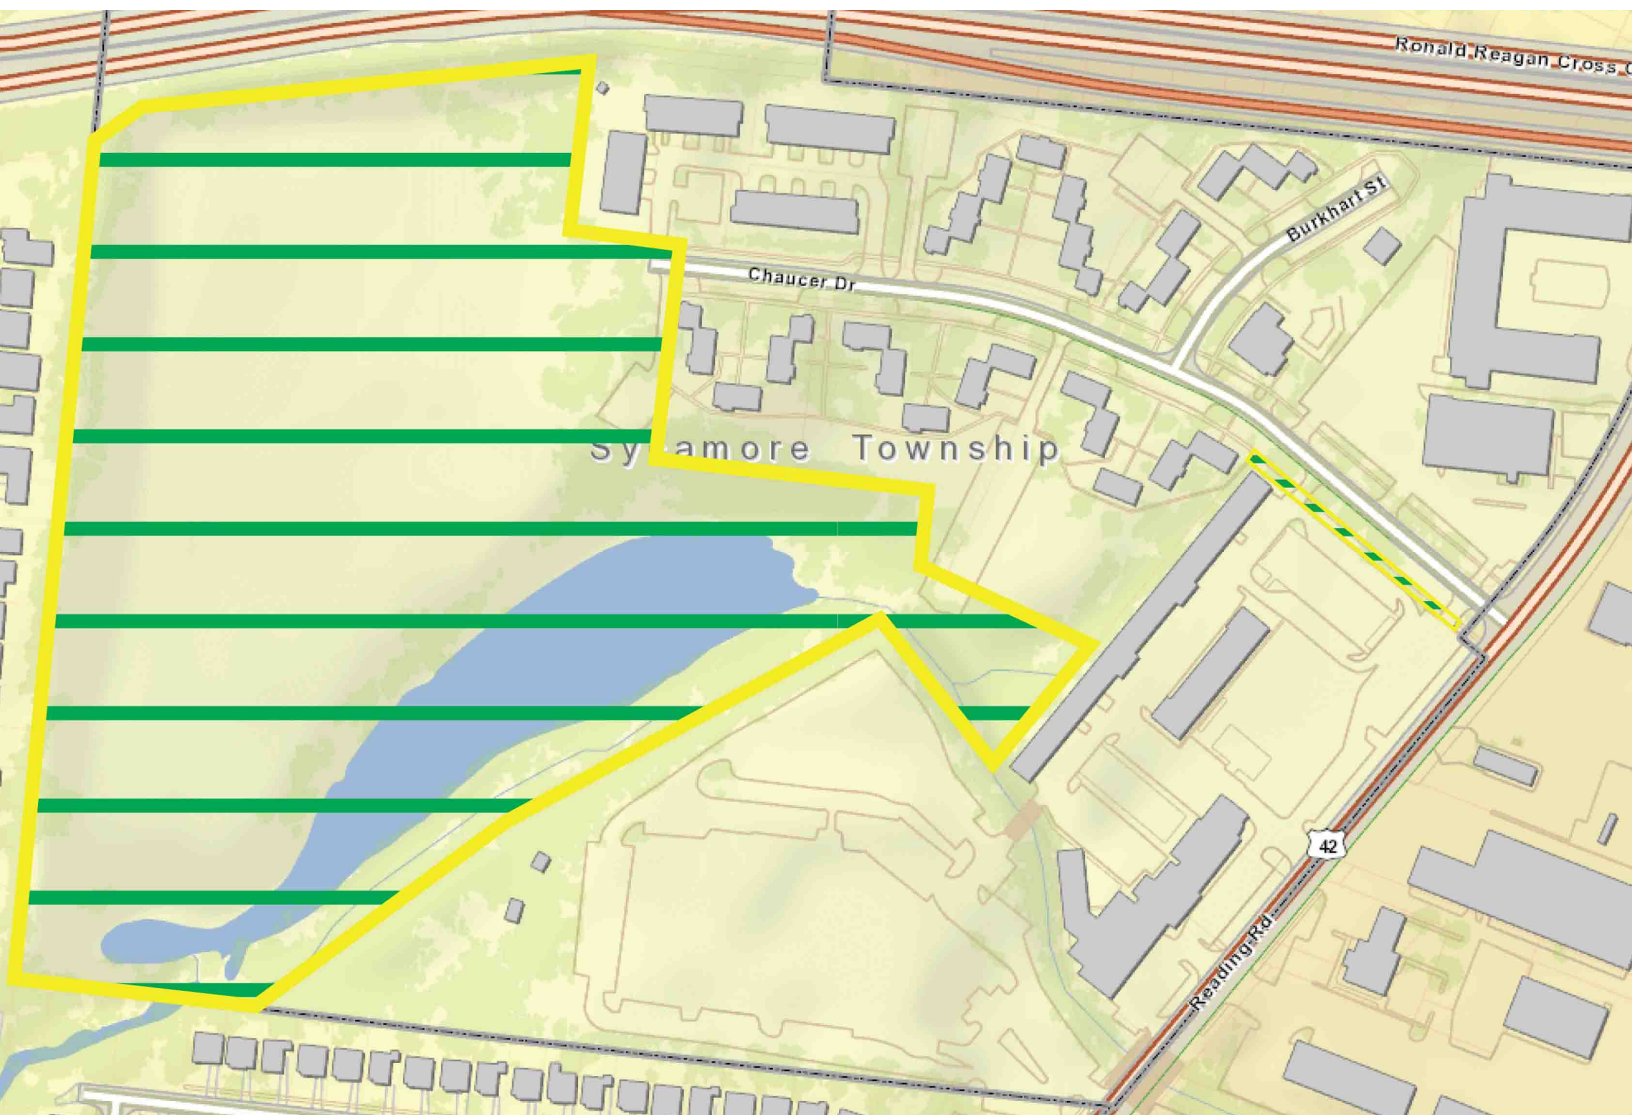 Ronald Reagan Cross C
Burkhart St
Chaucer Dr
Sycamore Township
42
Reading Rd